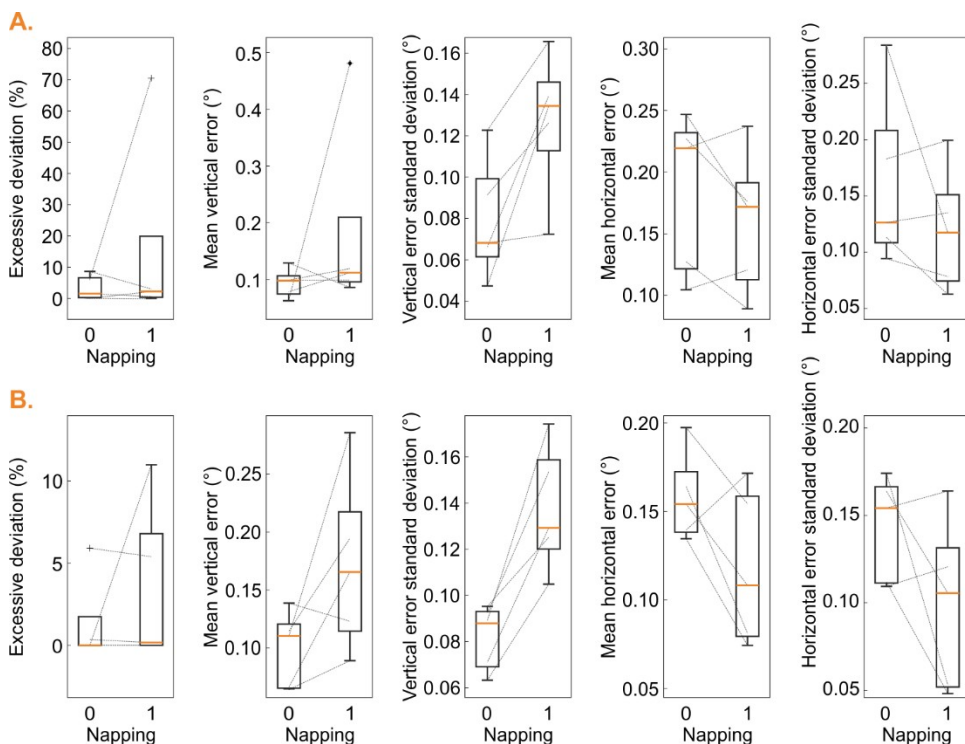 A.
Excessive deviation (%)
80
70
60
50
40
30
20
10
0
0 1
Napping
Mean vertical error (°)
0.5
0.4
0.3
0.2
0.1
0 1
Napping
Vertical error standard deviation (°)
0.16
0.14
0.12
0.10
0.08
0.06
0.04
0 1
Napping
Mean horizontal error (°)
0.30
0.25
0.20
0.15
0.10
0 1
Napping
Horizontal error standard deviation (°)
0.25
0.20
0.15
0.10
0.05
0 1
Napping
B.
Excessive deviation (%)
10
5
0
0 1
Napping
Mean vertical error (°)
0.25
0.20
0.15
0.10
0 1
Napping
Vertical error standard deviation (°)
0.16
0.14
0.12
0.10
0.08
0.06
0 1
Napping
Mean horizontal error (°)
0.20
0.15
0.10
0.05
0 1
Napping
Horizontal error standard deviation (°)
0.20
0.15
0.10
0.05
0 1
Napping